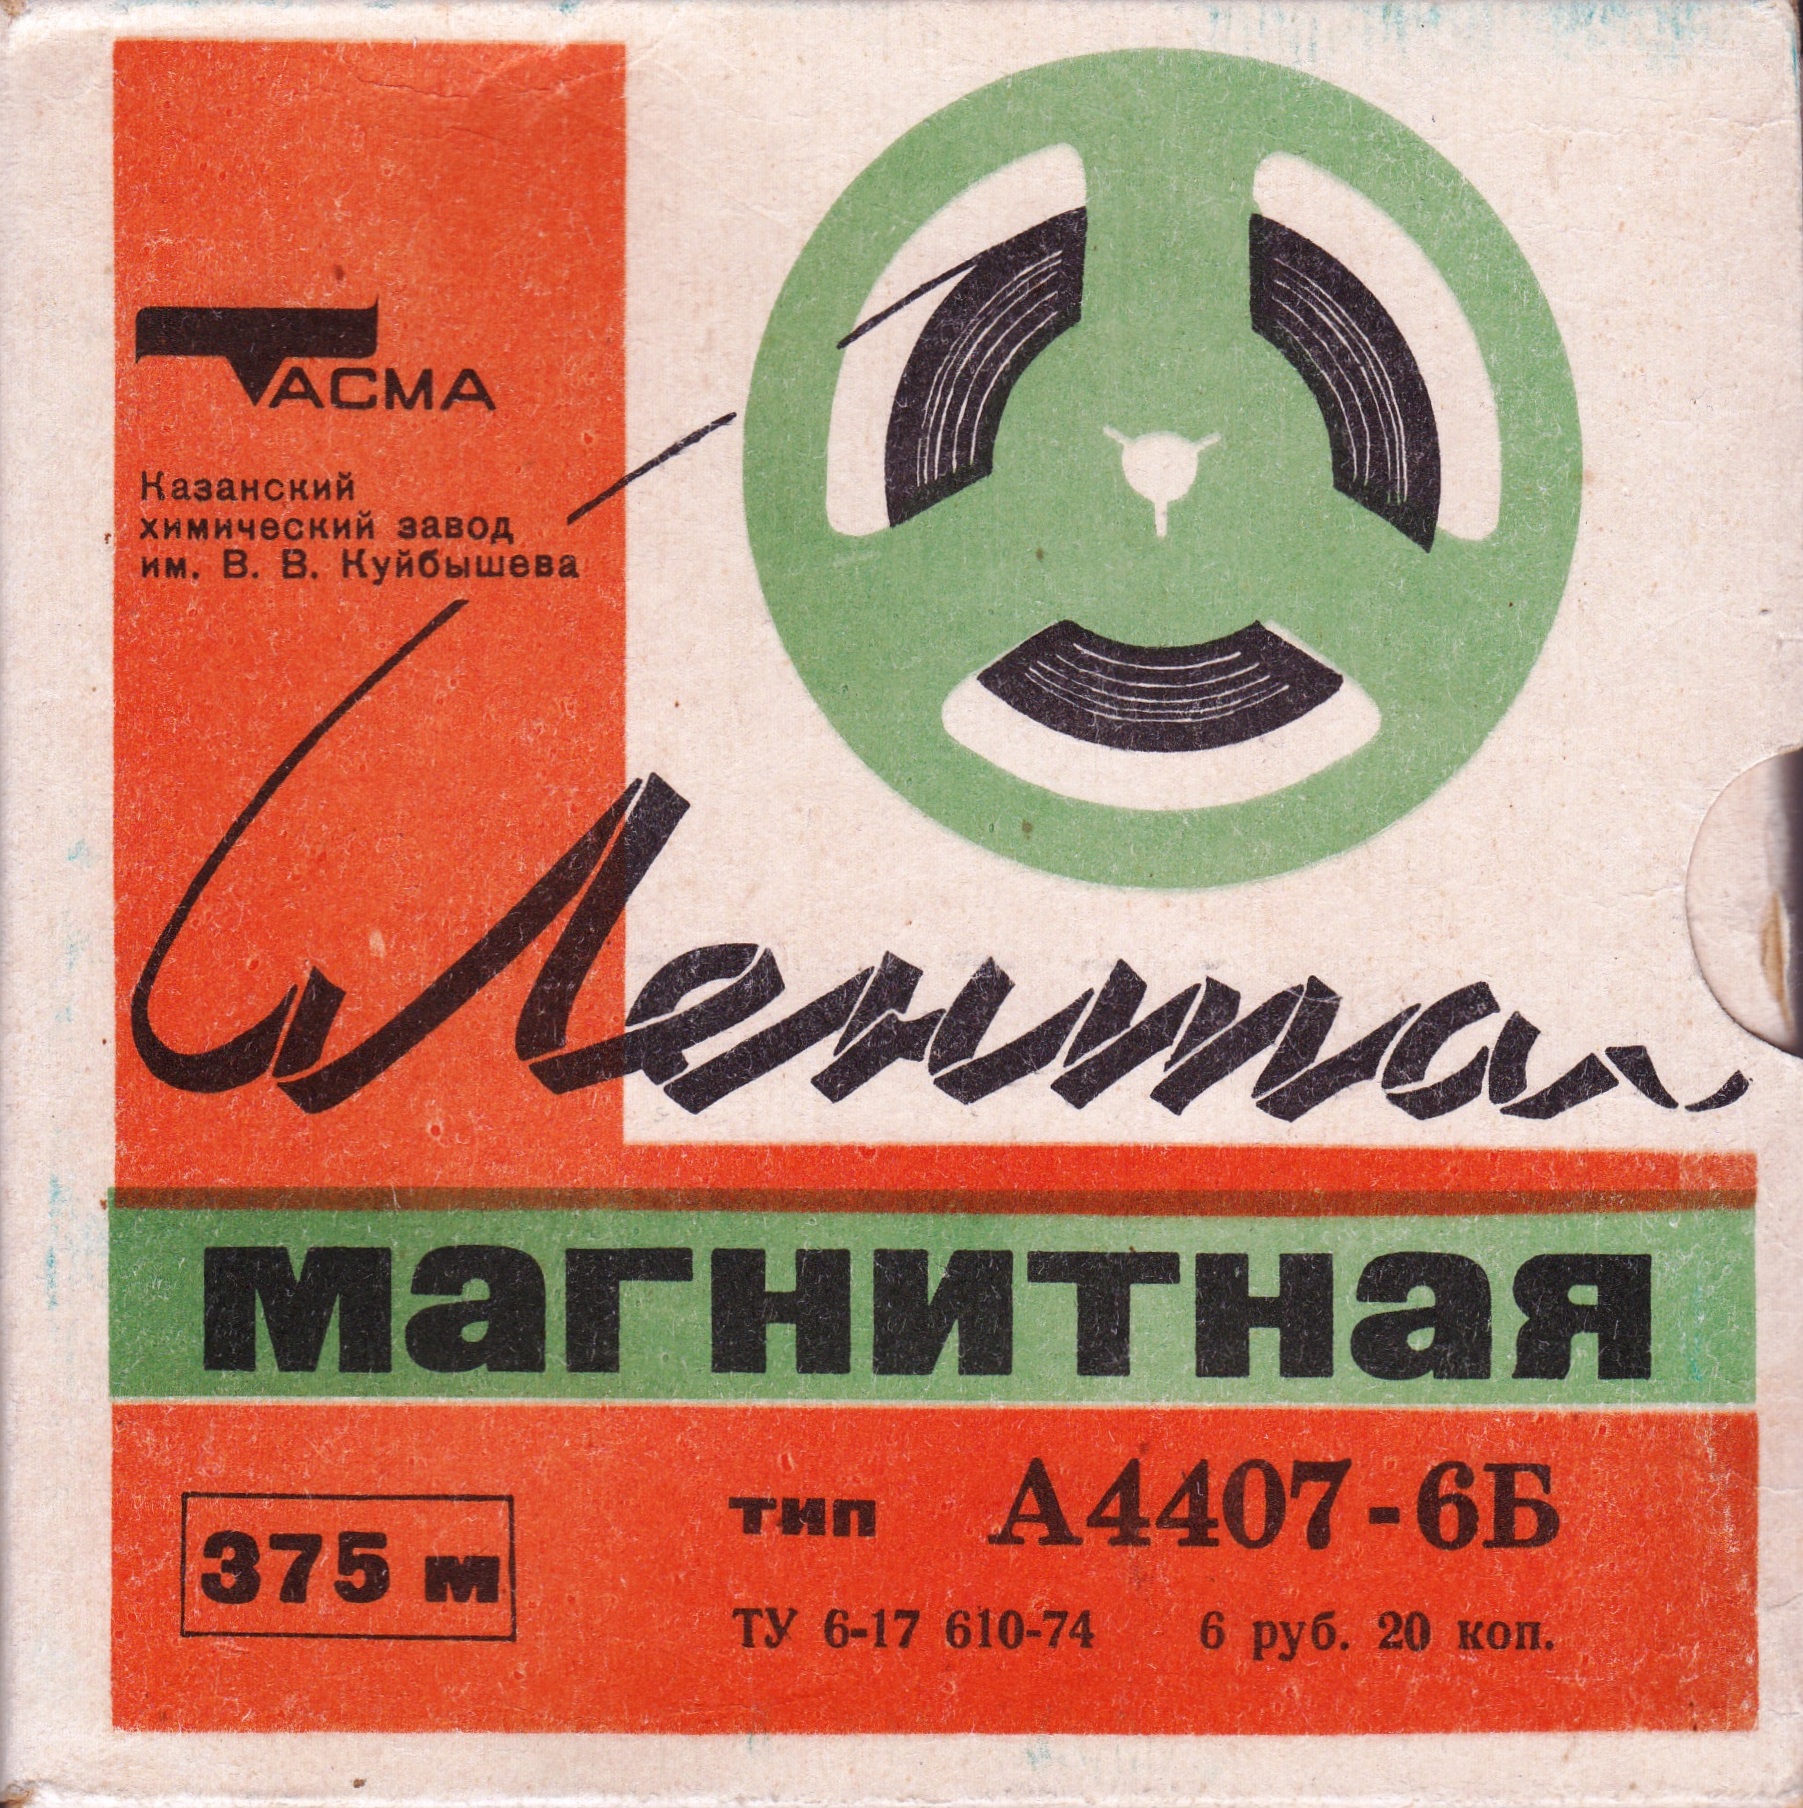 Тасма
Казанский
химический завод
им. В. В. Куйбышева
Лента
магнитная
375 м
тип А4407-6Б
ТУ 6-17 610-74 6 руб. 20 коп.